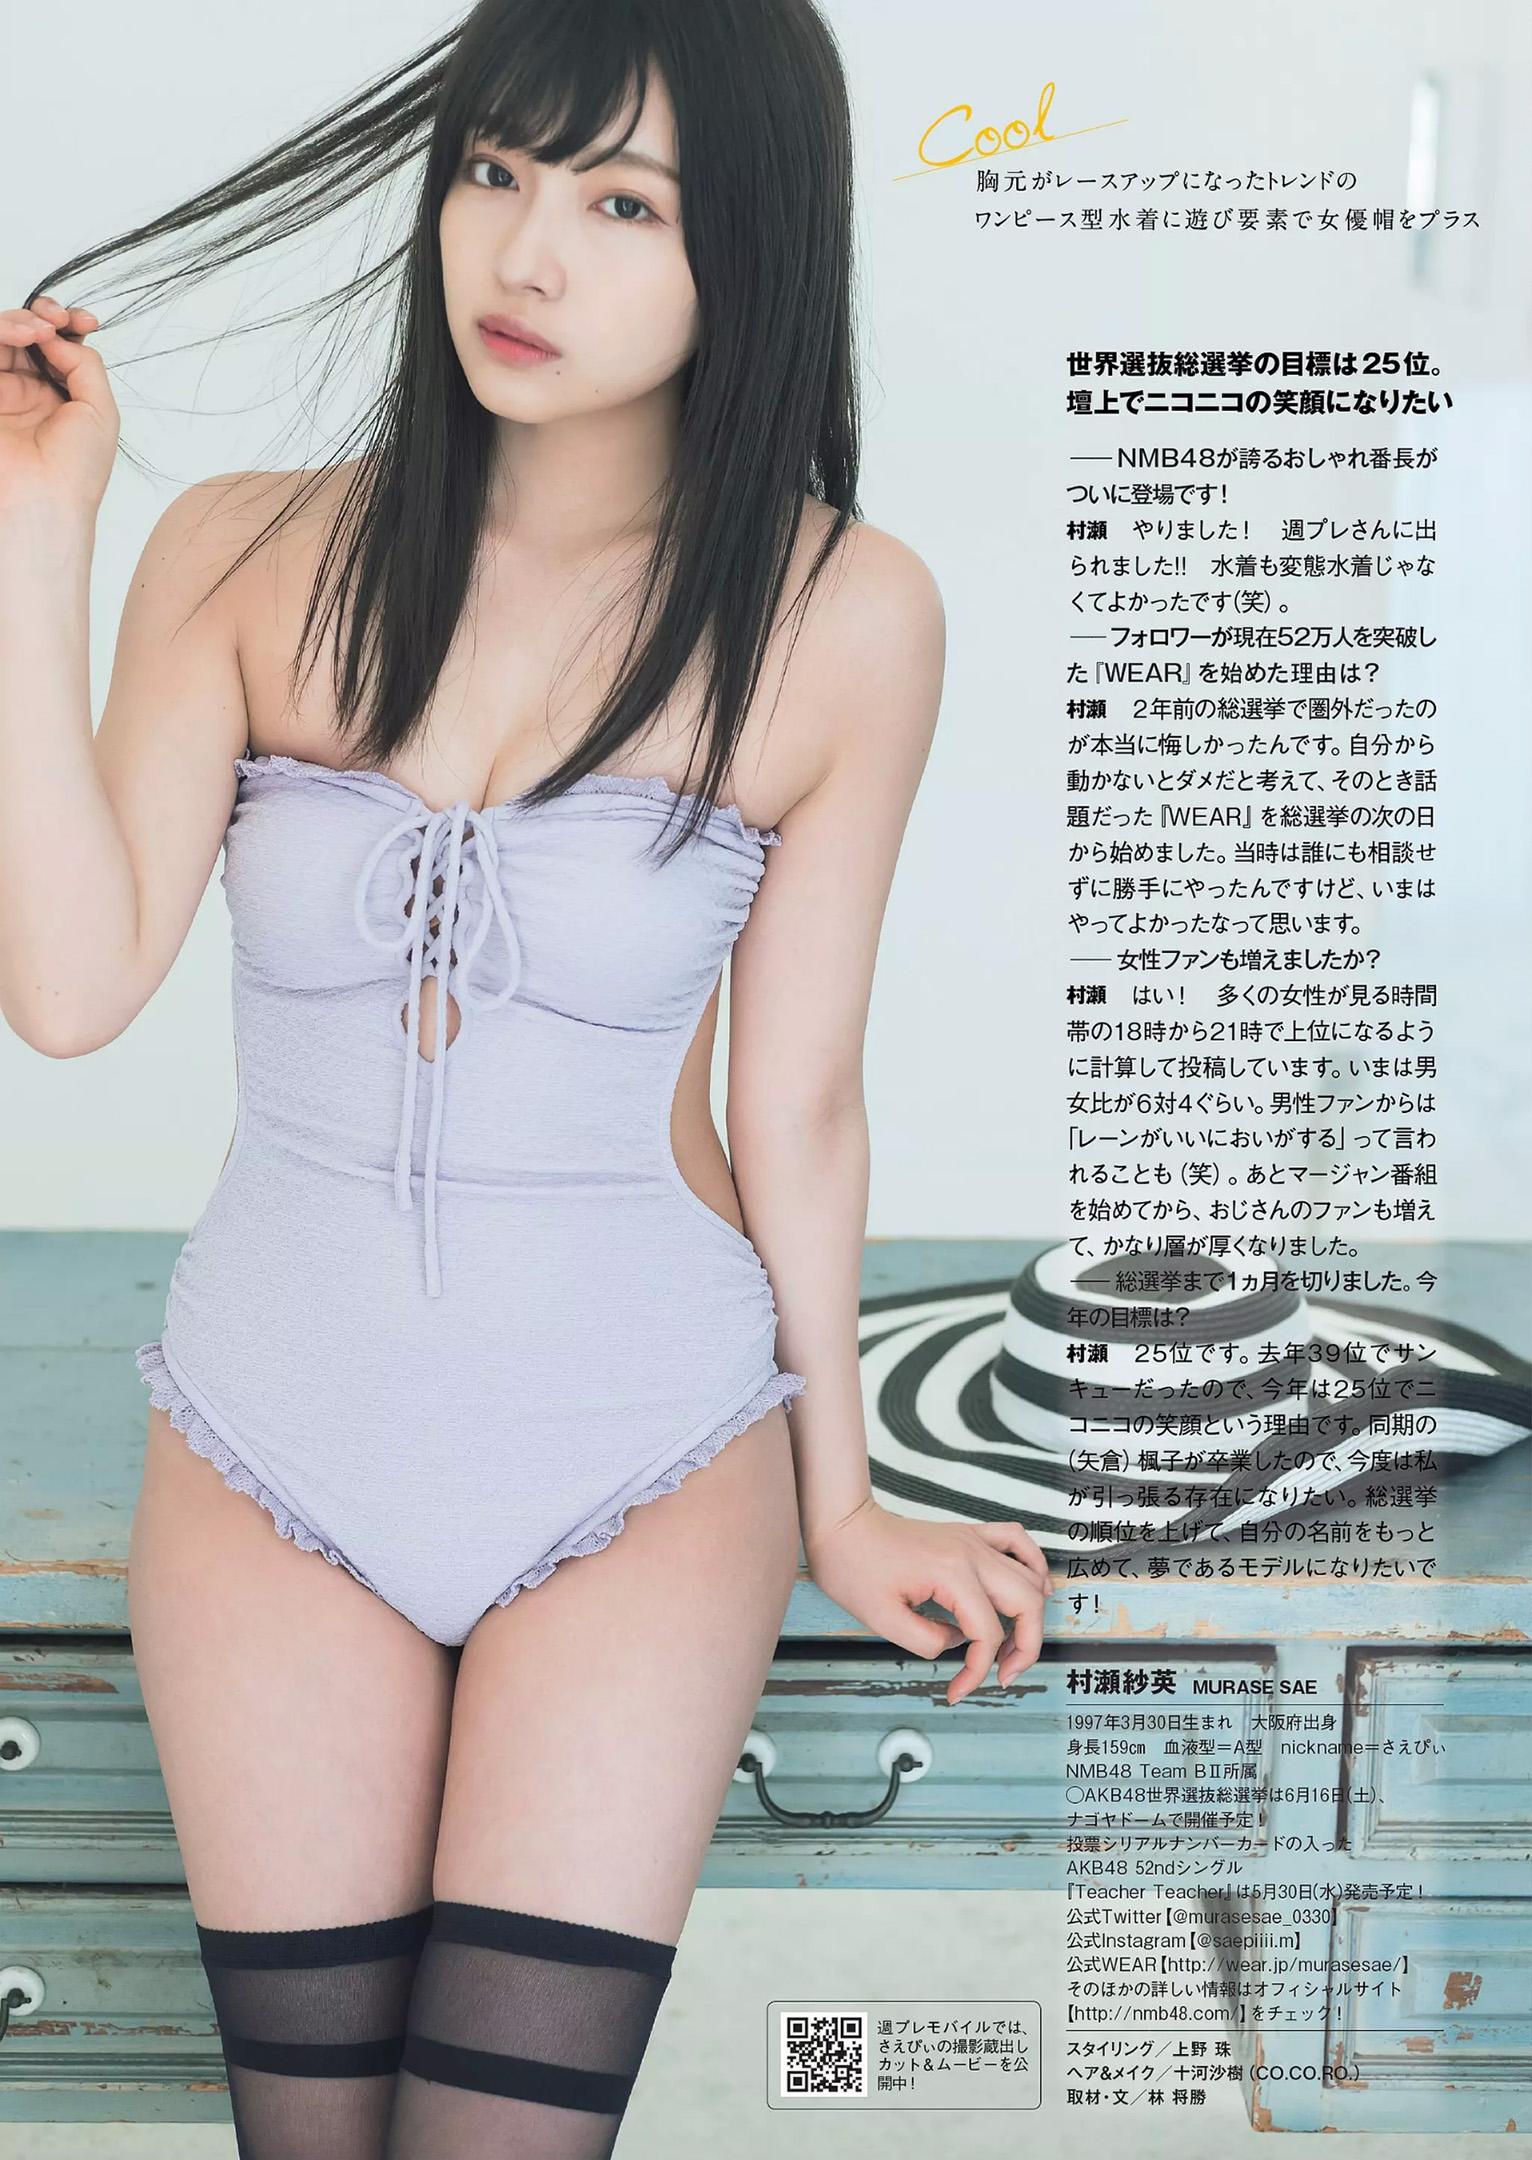 Cool
胸元がレースアップになったトレンドの
ワンピース型水着に遊び要素で女優帽をプラス
世界選抜総選挙の目標は25位。
壇上でニコニコの笑顔になりたい
――NMB48が誇るおしゃれ番長が
ついに登場です！
村瀬　やりました！　週プレさんに出
られました!!　水着も変態水着じゃな
くてよかったです(笑)。
――フォロワーが現在52万人を突破し
た『WEAR』を始めた理由は？
村瀬　2年前の総選挙で圏外だったの
が本当に悔しかったんです。自分から
動かないとダメだと考えて、そのとき話
題だった『WEAR』を総選挙の次の日
から始めました。当時は誰にも相談せ
ずに勝手にやったんですけど、いまは
やってよかったなって思います。
――女性ファンも増えましたか？
村瀬　はい！　多くの女性が見る時間
帯の18時から21時で上位になるよう
に計算して投稿しています。いまは男
女比が6対4ぐらい。男性ファンからは
「レーンがいいにおいがする」って言わ
れることも(笑)。あとマージャン番組
を始めてから、おじさんのファンも増え
て、かなり層が厚くなりました。
――総選挙まで1ヵ月を切りました。今
年の目標は？
村瀬　25位です。去年39位でサン
キューだったので、今年は25位でニ
コニコの笑顔という理由です。同期の
(矢倉)楓子が卒業したので、今度は私
が引っ張る存在になりたい。総選挙
の順位を上げて、自分の名前をもっと
広めて、夢であるモデルになりたいで
す！
村瀬紗英 MURASE SAE
1997年3月30日生まれ　大阪府出身
身長159cm　血液型＝A型　nickname＝さえぴぃ
NMB48 Team BⅡ所属
○AKB48世界選抜総選挙は6月16日(土)、
ナゴヤドームで開催予定！
投票シリアルナンバーカードの入った
AKB48 52ndシングル
『Teacher Teacher』は5月30日(水)発売予定！
公式Twitter【@murasesae_0330】
公式Instagram【@saepiiii.m】
公式WEAR【http://wear.jp/murasesae/】
そのほかの詳しい情報はオフィシャルサイト
【http://nmb48.com/】をチェック！
スタイリング／上野 珠
ヘア&メイク／十河沙樹（CO.CO.RO.）
取材・文／林 将勝
週プレモバイルでは、
さえぴぃの撮影蔵出し
カット＆ムービーを公
開中！